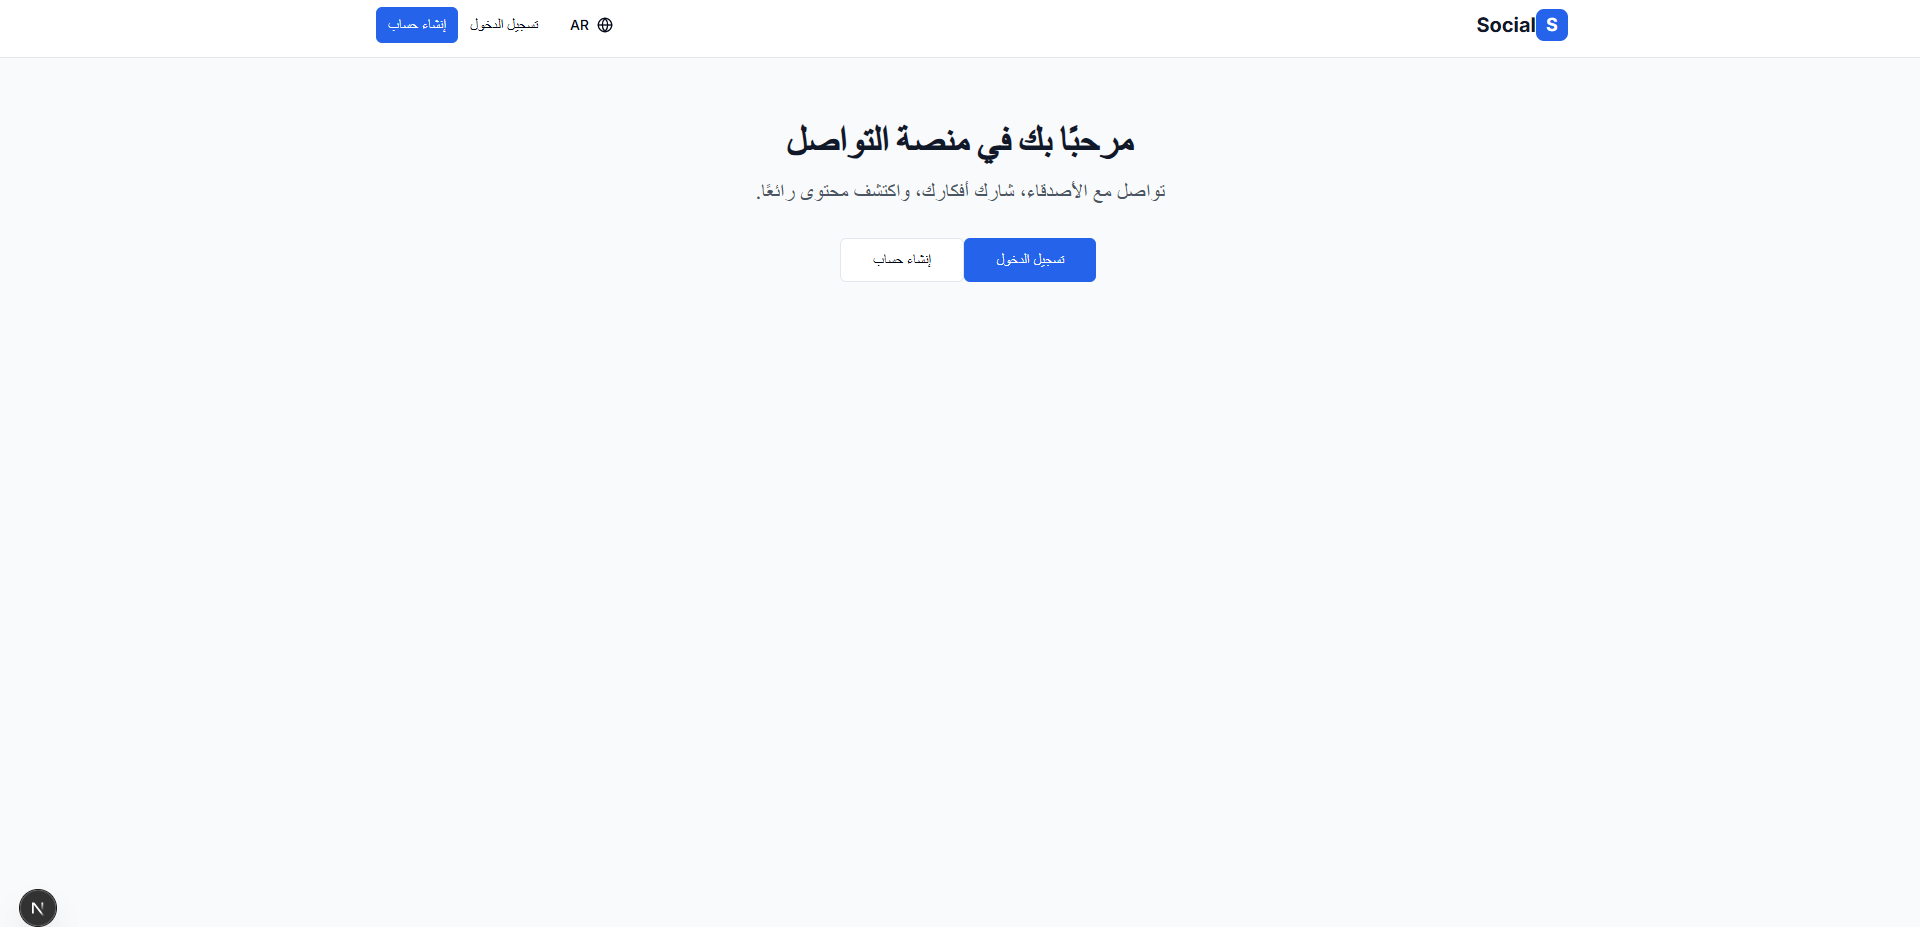 S Social
AR
تسجيل الدخول
إنشاء حساب
مرحبًا بك في منصة التواصل
تواصل مع الأصدقاء، شارك أفكارك، واكتشف محتوى رائعًا.
تسجيل الدخول
إنشاء حساب
N